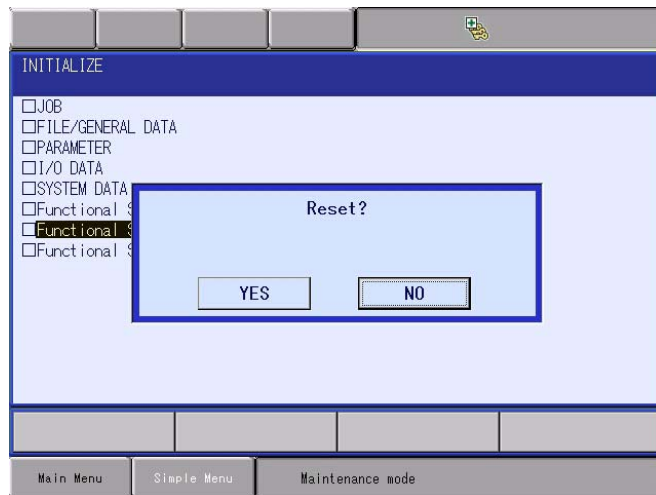 INITIALIZE
JOB
FILE/GENERAL DATA
PARAMETER
I/O DATA
SYSTEM DATA
Functional
Functional
Functional
Reset?
YES NO
Main Menu Simple Menu Maintenance mode